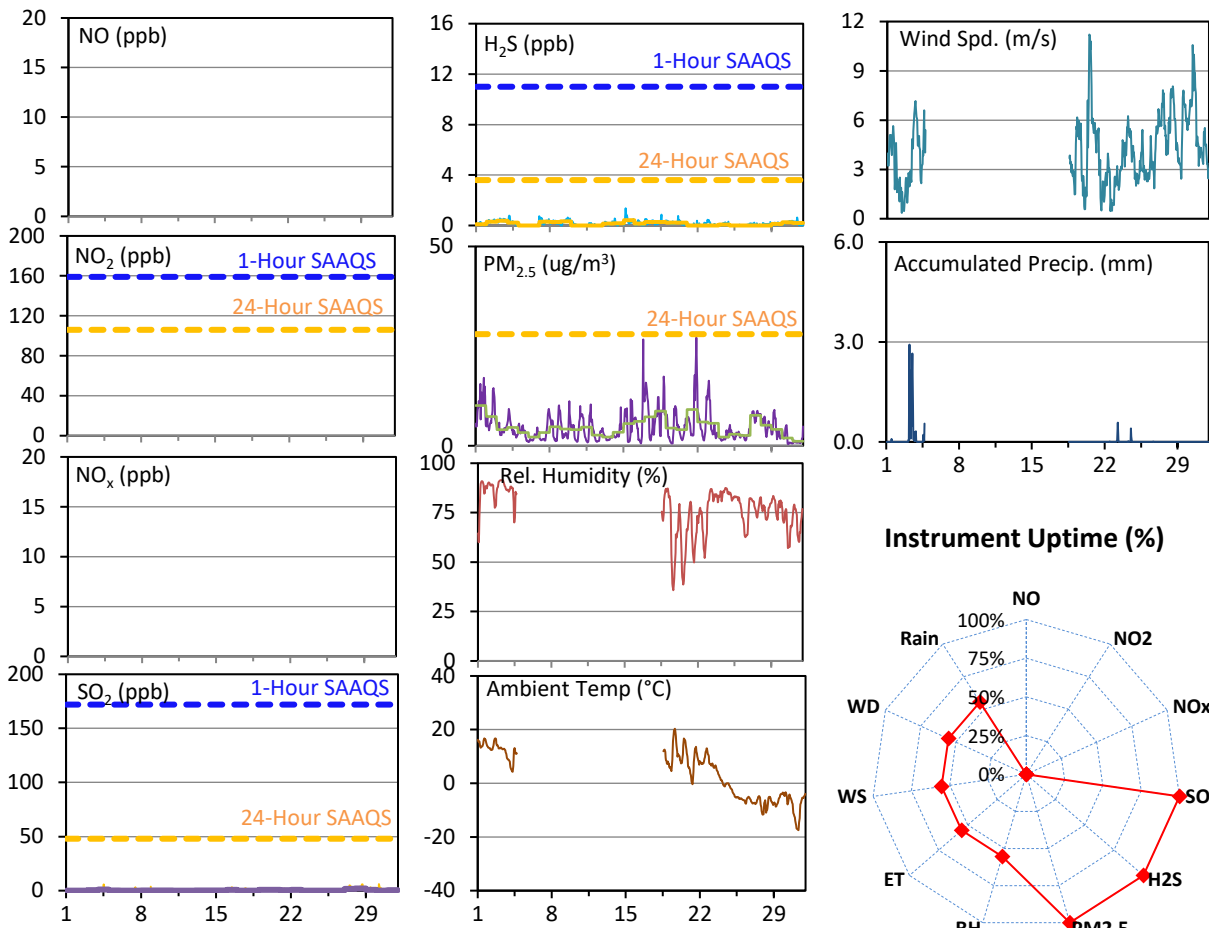 NO (ppb)
20
15
10
5
0
NO₂ (ppb)
1-Hour SAAQS
24-Hour SAAQS
200
160
120
80
40
0
NOₓ (ppb)
20
15
10
5
0
SO₂ (ppb)
1-Hour SAAQS
24-Hour SAAQS
200
150
100
50
0
1 8 15 22 29
H₂S (ppb)
1-Hour SAAQS
24-Hour SAAQS
16
12
8
4
0
PM₂.₅ (ug/m³)
24-Hour SAAQS
50
0
Rel. Humidity (%)
100
75
50
25
0
Ambient Temp (°C)
40
20
0
-20
-40
1 8 15 22 29
Wind Spd. (m/s)
12
9
6
3
0
Accumulated Precip. (mm)
6.0
3.0
0.0
1 8 15 22 29
Instrument Uptime (%)
NO
NO2
NOx
SO
H2S
PM2.5
RH
ET
WS
WD
Rain
100%
75%
50%
25%
0%